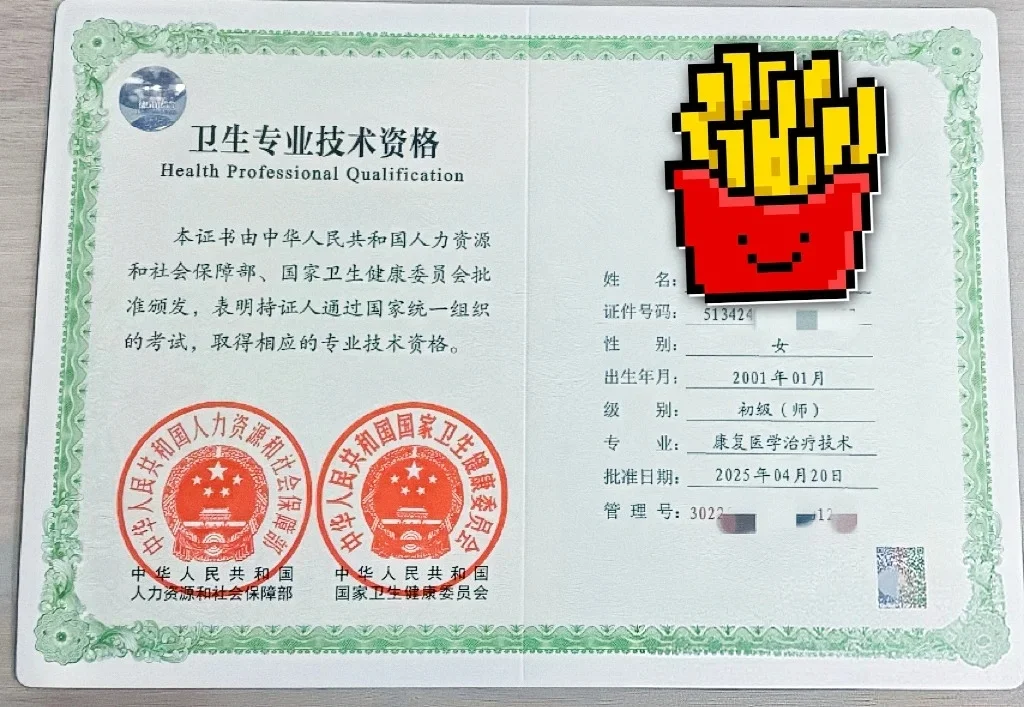 卫生专业技术资格
Health Professional Qualification
本证书由中华人民共和国人力资源
和社会保障部、国家卫生健康委员会批
准颁发，表明持证人通过国家统一组织
的考试，取得相应的专业技术资格。
中华人民共和国人力资源和社会保障部
中华人民共和国国家卫生健康委员会
中华人民共和国
人力资源和社会保障部
中华人民共和国
国家卫生健康委员会
姓 名：
证件号码：513424
性 别：女
出生年月：2001年01月
级 别：初级（师）
专 业：康复医学治疗技术
批准日期：2025年04月20日
管 理 号：3022 12